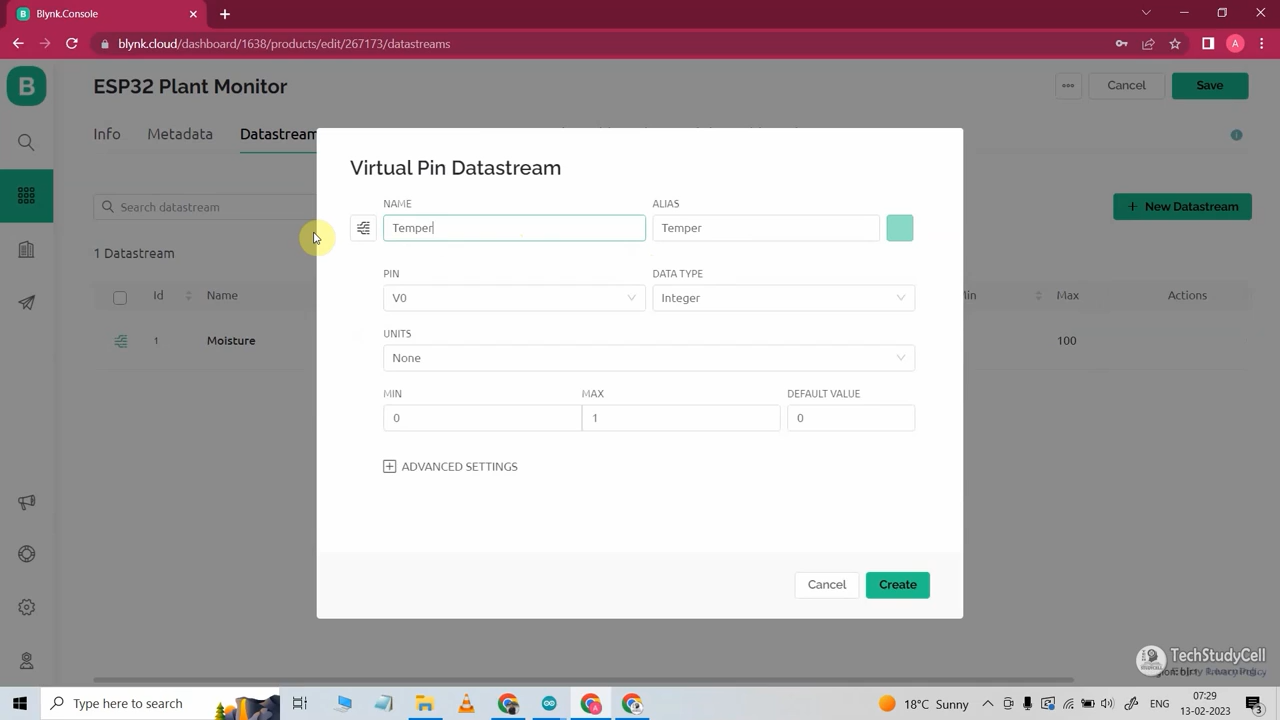 B Blynk.Console
blynk.cloud/dashboard/1638/products/edit/267173/datastreams
A
B
ESP32 Plant Monitor
Cancel
Save
Info
Metadata
Datastream
Search datastream
+ New Datastream
1 Datastream
Id
Name
Max
Actions
1
Moisture
100
Virtual Pin Datastream
NAME
ALIAS
Temper
Temper
PIN
DATA TYPE
V0
Integer
UNITS
None
MIN
MAX
DEFAULT VALUE
0
1
0
ADVANCED SETTINGS
Cancel
Create
TechStudyCell
Type here to search
18°C Sunny
ENG
07:29
13-02-2023
3